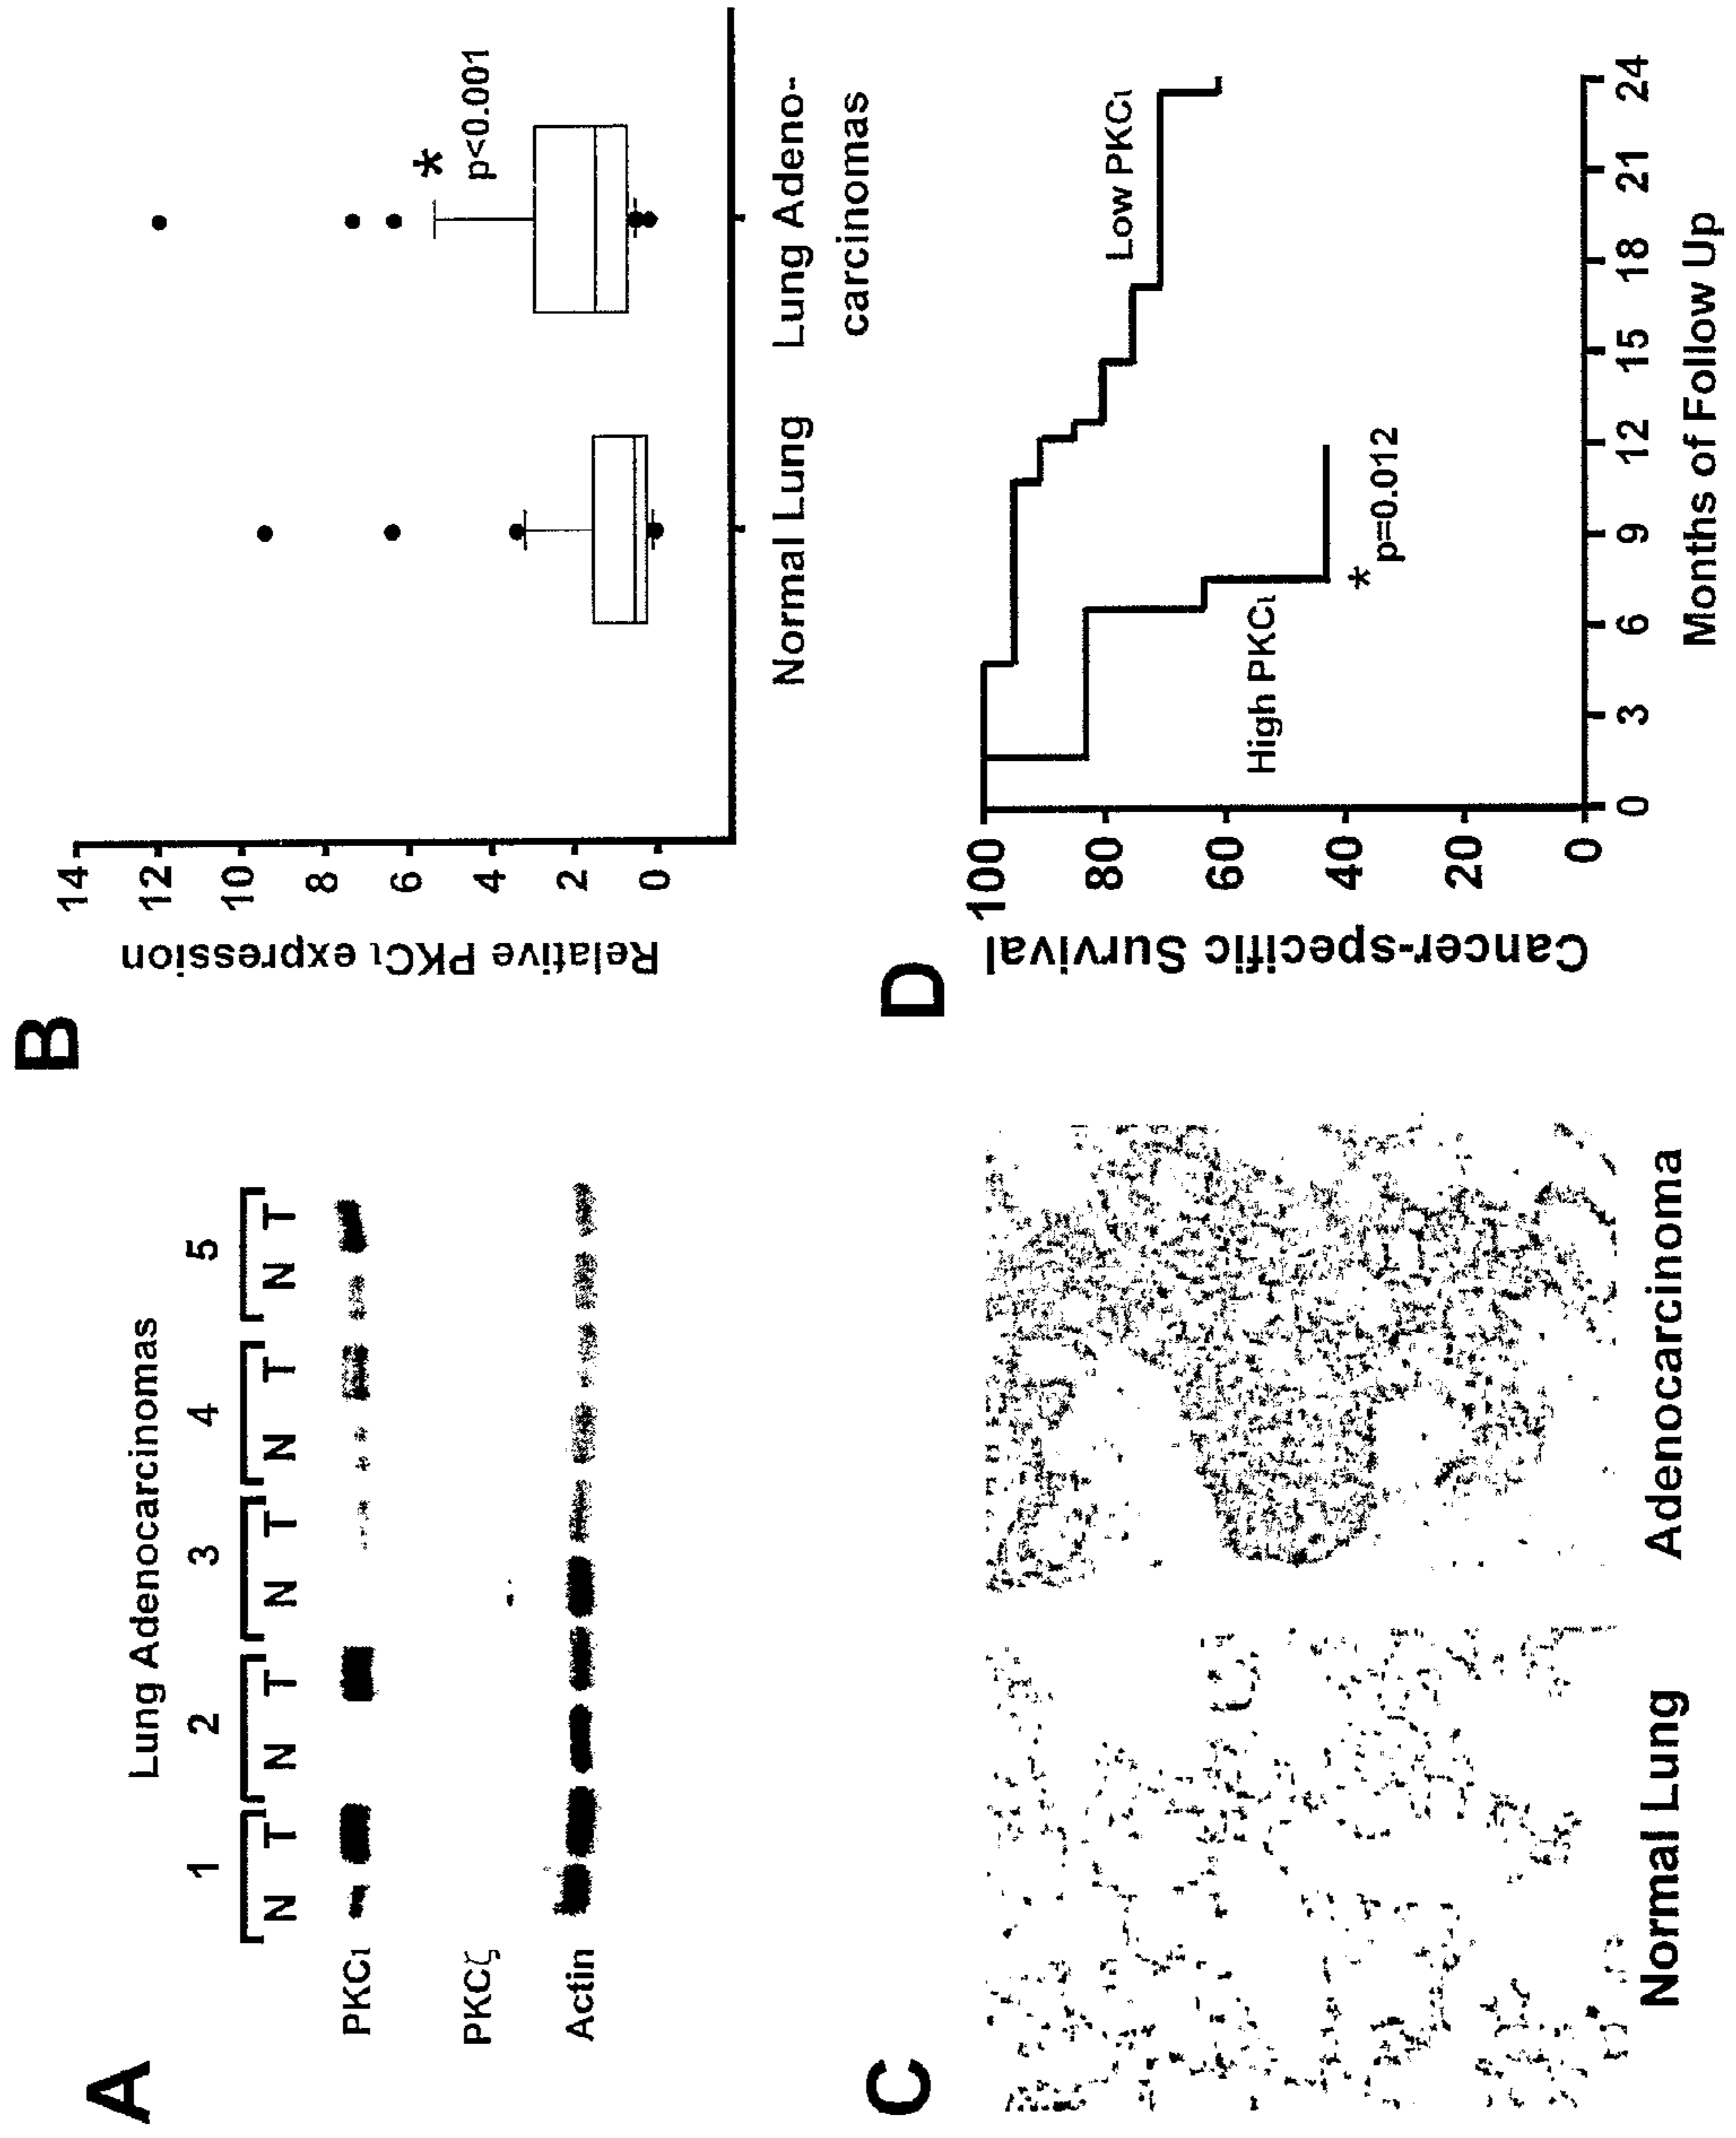 A
Lung Adenocarcinomas
1 2 3 4 5
N T N T N T N T N T
PKCι
PKCζ
Actin
B
Relative PKCι expression
14
12
10
8
6
4
2
0
*
p<0.001
Normal Lung
Lung Adeno-
carcinomas
C
Normal Lung
Adenocarcinoma
D
Cancer-specific Survival
100
80
60
40
20
0
Low PKCι
High PKCι
*
p=0.012
0 3 6 9 12 15 18 21 24
Months of Follow Up